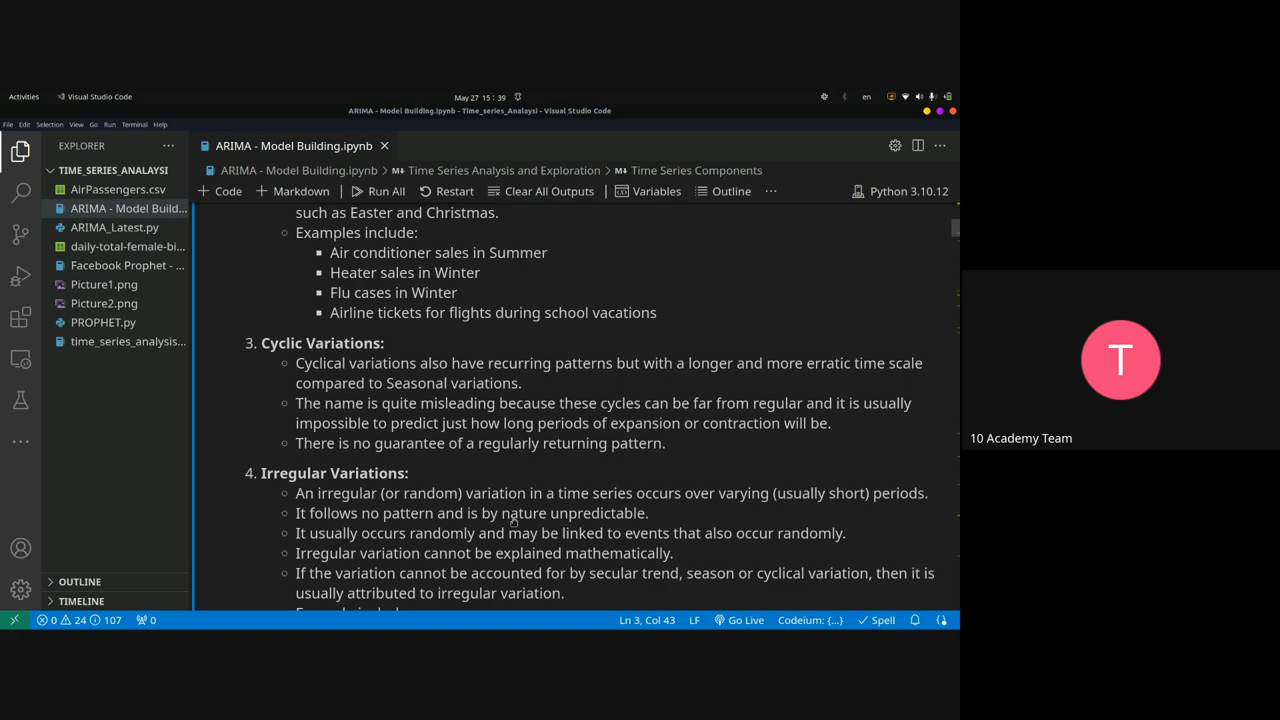 Activities Visual Studio Code May 27 15:39 en
ARIMA - Model Building.ipynb - Time_series_Analaysi - Visual Studio Code
File Edit Selection View Go Run Terminal Help
EXPLORER
TIME_SERIES_ANALAYSI
AirPassengers.csv
ARIMA - Model Build...
ARIMA_Latest.py
daily-total-female-bi...
Facebook Prophet - ...
Picture1.png
Picture2.png
PROPHET.py
time_series_analysis...
OUTLINE
TIMELINE
ARIMA - Model Building.ipynb
ARIMA - Model Building.ipynb > Time Series Analysis and Exploration > Time Series Components
Code Markdown Run All Restart Clear All Outputs Variables Outline ... Python 3.10.12
such as Easter and Christmas.
Examples include:
Air conditioner sales in Summer
Heater sales in Winter
Flu cases in Winter
Airline tickets for flights during school vacations
3. Cyclic Variations:
Cyclical variations also have recurring patterns but with a longer and more erratic time scale
compared to Seasonal variations.
The name is quite misleading because these cycles can be far from regular and it is usually
impossible to predict just how long periods of expansion or contraction will be.
There is no guarantee of a regularly returning pattern.
4. Irregular Variations:
An irregular (or random) variation in a time series occurs over varying (usually short) periods.
It follows no pattern and is by nature unpredictable.
It usually occurs randomly and may be linked to events that also occur randomly.
Irregular variation cannot be explained mathematically.
If the variation cannot be accounted for by secular trend, season or cyclical variation, then it is
usually attributed to irregular variation.
0 24 107 0 Ln 3, Col 43 LF Go Live Codeium: {...} Spell
T
10 Academy Team